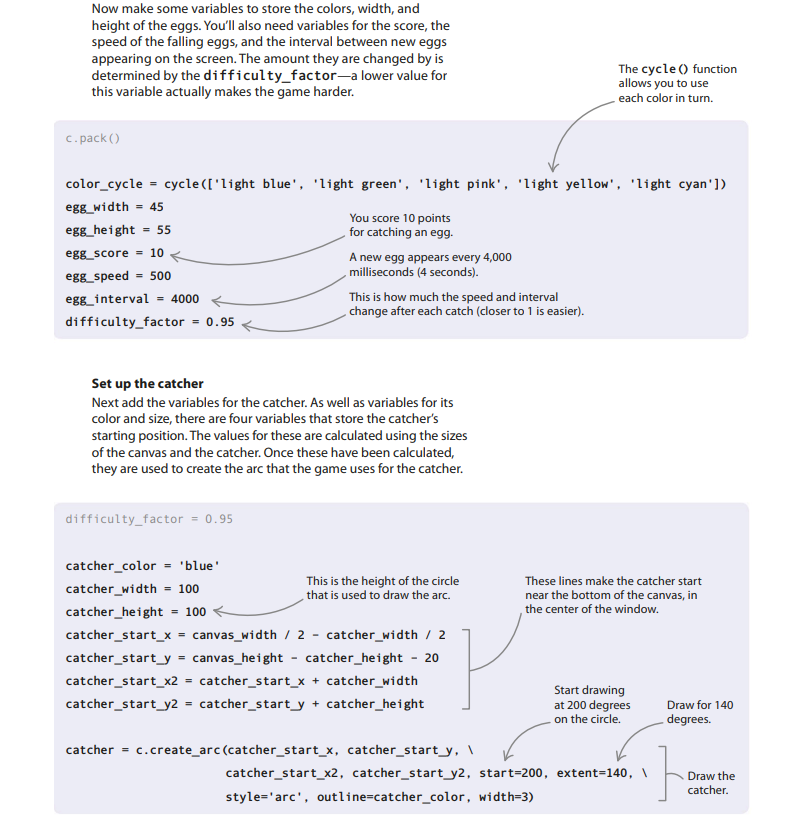 Now make some variables to store the colors, width, and
height of the eggs. You'll also need variables for the score, the
speed of the falling eggs, and the interval between new eggs
appearing on the screen. The amount they are changed by is
determined by the difficulty_factor—a lower value for
this variable actually makes the game harder.
The cycle() function
allows you to use
each color in turn.
c.pack()
color_cycle = cycle(['light blue', 'light green', 'light pink', 'light yellow', 'light cyan'])
egg_width = 45
egg_height = 55
egg_score = 10
egg_speed = 500
egg_interval = 4000
difficulty_factor = 0.95
You score 10 points
for catching an egg.
A new egg appears every 4,000
milliseconds (4 seconds).
This is how much the speed and interval
change after each catch (closer to 1 is easier).
Set up the catcher
Next add the variables for the catcher. As well as variables for its
color and size, there are four variables that store the catcher's
starting position. The values for these are calculated using the sizes
of the canvas and the catcher. Once these have been calculated,
they are used to create the arc that the game uses for the catcher.
difficulty_factor = 0.95
catcher_color = 'blue'
catcher_width = 100
catcher_height = 100
This is the height of the circle
that is used to draw the arc.
These lines make the catcher start
near the bottom of the canvas, in
the center of the window.
catcher_start_x = canvas_width / 2 - catcher_width / 2
catcher_start_y = canvas_height - catcher_height - 20
catcher_start_x2 = catcher_start_x + catcher_width
catcher_start_y2 = catcher_start_y + catcher_height
Start drawing
at 200 degrees
on the circle.
Draw for 140
degrees.
catcher = c.create_arc(catcher_start_x, catcher_start_y, \
catcher_start_x2, catcher_start_y2, start=200, extent=140, \
style='arc', outline=catcher_color, width=3)
Draw the
catcher.